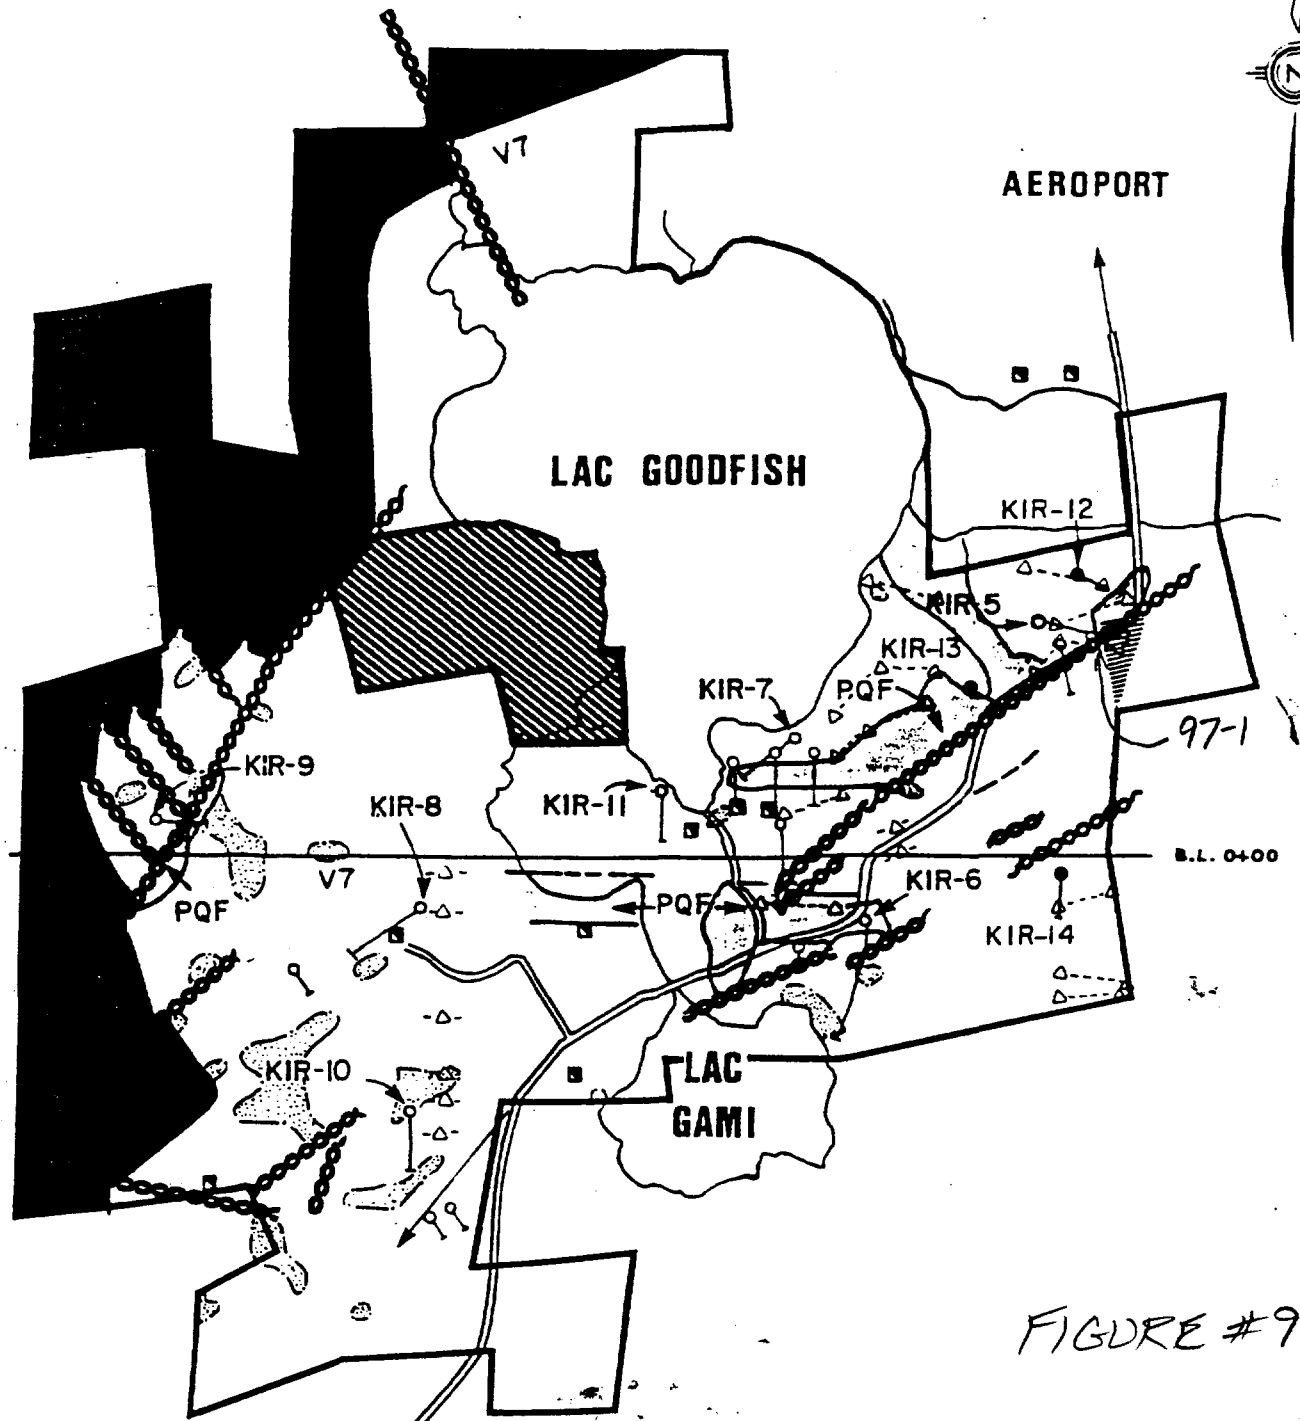 N
V7
AEROPORT
LAC GOODFISH
KIR-12
KIR-5
KIR-13
KIR-7
PQF
97-1
KIR-9
KIR-8
KIR-11
B.L. 0+00
V7
KIR-6
PQF
PQF
KIR-14
KIR-10
LAC
GAMI
FIGURE #9